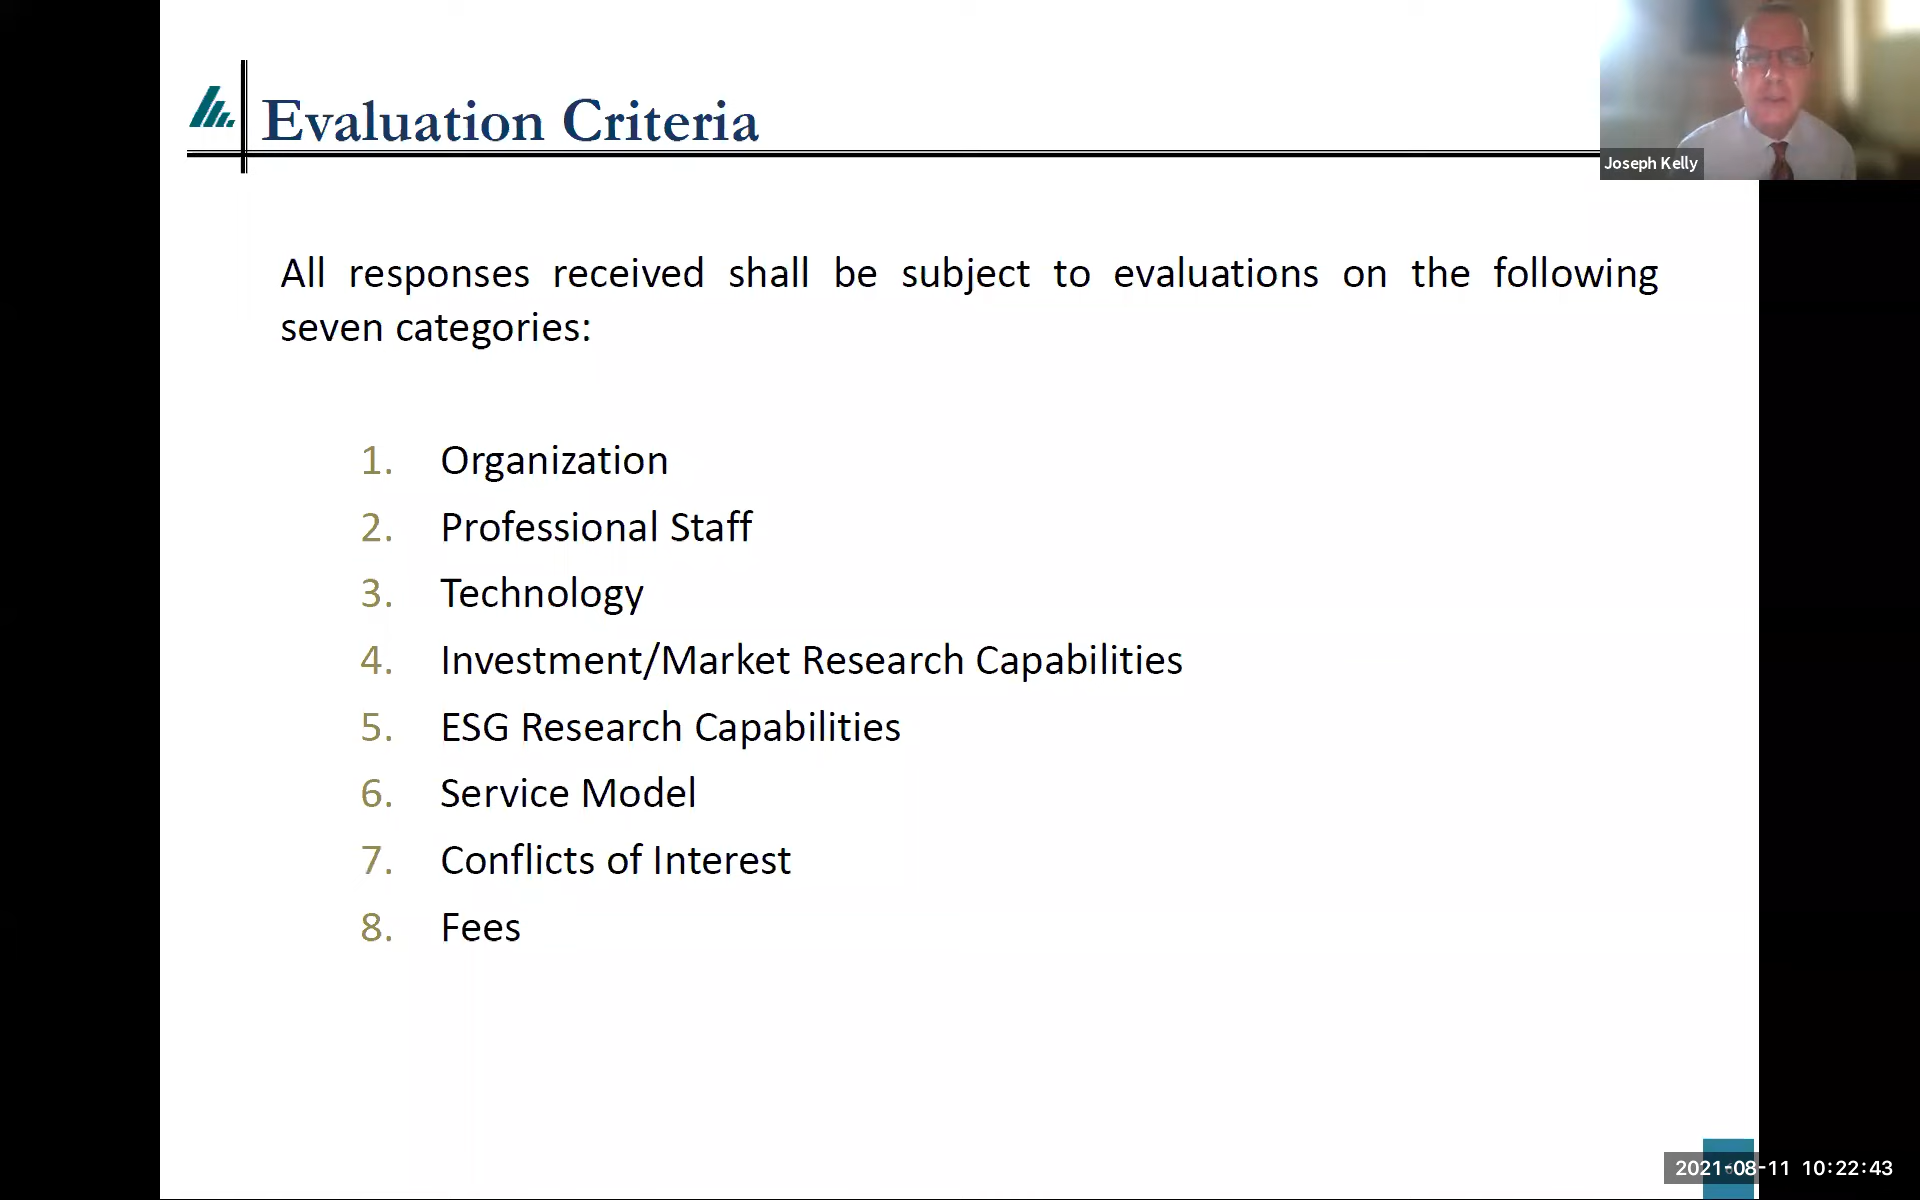 Evaluation Criteria
Joseph Kelly
All responses received shall be subject to evaluations on the following
seven categories:
1. Organization
2. Professional Staff
3. Technology
4. Investment/Market Research Capabilities
5. ESG Research Capabilities
6. Service Model
7. Conflicts of Interest
8. Fees
2021-08-11 10:22:43